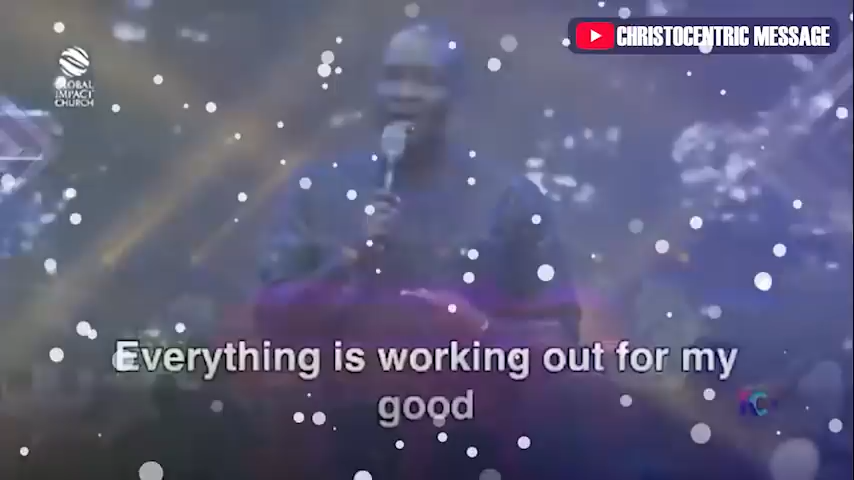 CHRISTOCENTRIC MESSAGE
GLOBAL
IMPACT
CHURCH
Everything is working out for my
good